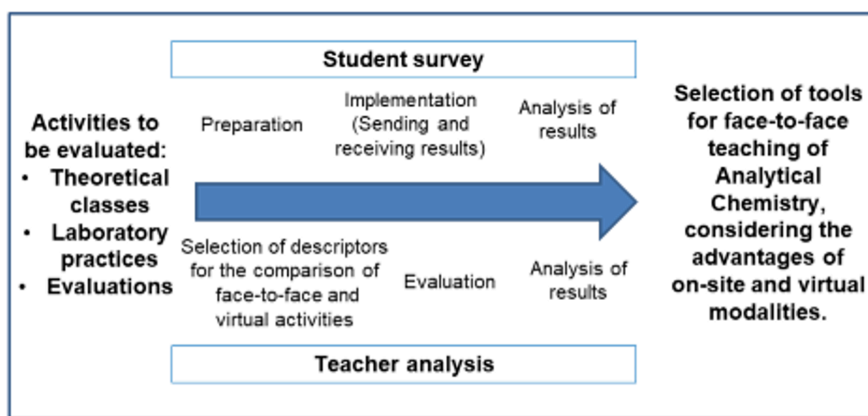 Student survey
Activities to
be evaluated:
• Theoretical
classes
• Laboratory
practices
• Evaluations
Preparation
Implementation
(Sending and
receiving results)
Analysis of
results
Selection of descriptors
for the comparison of
face-to-face and
virtual activities
Evaluation
Analysis of
results
Teacher analysis
Selection of tools
for face-to-face
teaching of
Analytical
Chemistry,
considering the
advantages of
on-site and virtual
modalities.